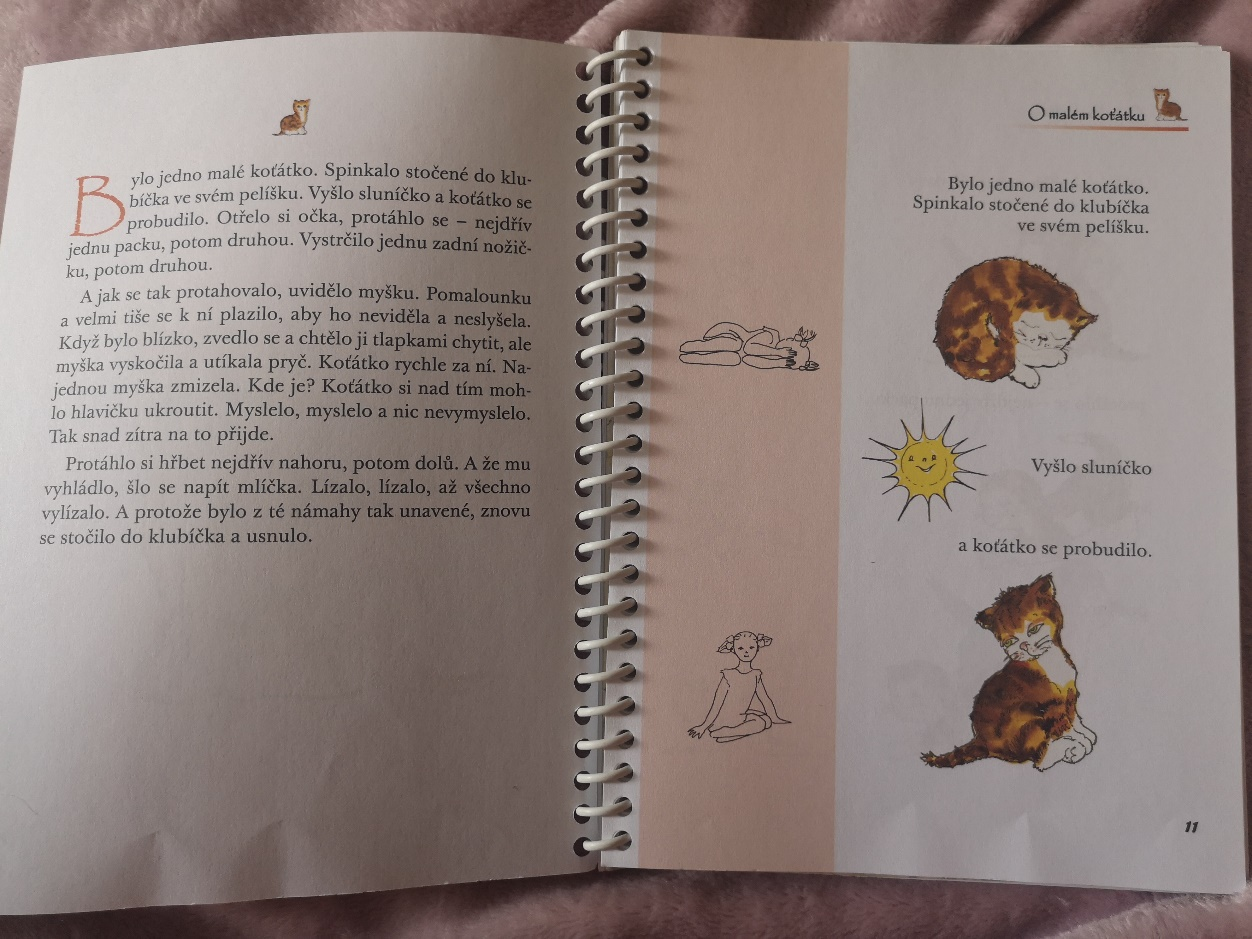 Bylo jedno malé koťátko. Spinkalo stočené do klu-
bíčka ve svém pelíšku. Vyšlo sluníčko a koťátko se
probudilo. Otřelo si očka, protáhlo se – nejdřív
jednu packu, potom druhou. Vystrčilo jednu zadní nožič-
ku, potom druhou.
A jak se tak protahovalo, uvidělo myšku. Pomalounku
a velmi tiše se k ní plazilo, aby ho neviděla a neslyšela.
Když bylo blízko, zvedlo se a chtělo ji tlapkami chytit, ale
myška vyskočila a utíkala pryč. Koťátko rychle za ní. Na-
jednou myška zmizela. Kde je? Koťátko si nad tím moh-
lo hlavičku ukroutit. Myslelo, myslelo a nic nevymyslelo.
Tak snad zítra na to přijde.
Protáhlo si hřbet nejdřív nahoru, potom dolů. A že mu
vyhládlo, šlo se napít mlíčka. Lízalo, lízalo, až všechno
vylízalo. A protože bylo z té námahy tak unavené, znovu
se stočilo do klubíčka a usnulo.
O malém koťátku
Bylo jedno malé koťátko.
Spinkalo stočené do klubíčka
ve svém pelíšku.
Vyšlo sluníčko
a koťátko se probudilo.
11